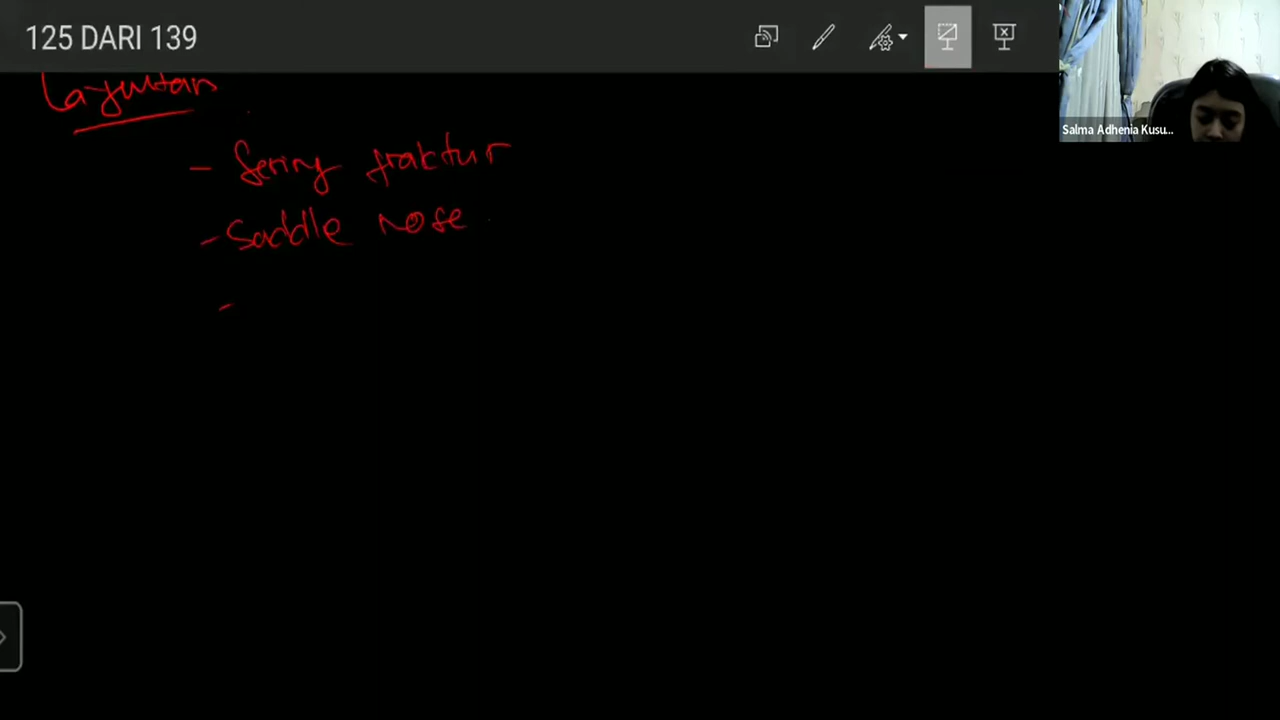 125 DARI 139
Salma Adhenia Kusu...
Lanjutan
- Sering fraktur
- Saddle nose
-